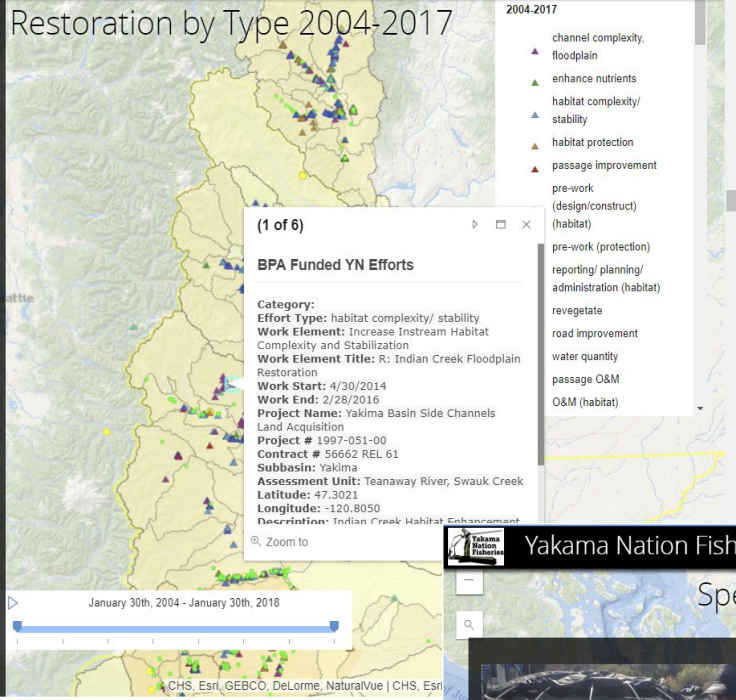 Restoration by Type 2004-2017
2004-2017
channel complexity,
floodplain
enhance nutrients
habitat complexity/
stability
habitat protection
passage improvement
pre-work
(design/construct)
(habitat)
pre-work (protection)
reporting/ planning/
administration (habitat)
revegetate
road improvement
water quantity
passage O&M
O&M (habitat)
attle
(1 of 6)
BPA Funded YN Efforts
Category:
Effort Type: habitat complexity/ stability
Work Element: Increase Instream Habitat
Complexity and Stabilization
Work Element Title: R: Indian Creek Floodplain
Restoration
Work Start: 4/30/2014
Work End: 2/28/2016
Project Name: Yakima Basin Side Channels
Land Acquisition
Project # 1997-051-00
Contract # 56662 REL 61
Subbasin: Yakima
Assessment Unit: Teanaway River, Swauk Creek
Latitude: 47.3021
Longitude: -120.8050
Description: Indian Creek Habitat Enhancement
Zoom to
January 30th, 2004 - January 30th, 2018
CHS, Esri, GEBCO, DeLorme, NaturalVue | CHS, Esri
Yakama
Nation
Fisheries
Yakama Nation Fish
Spe